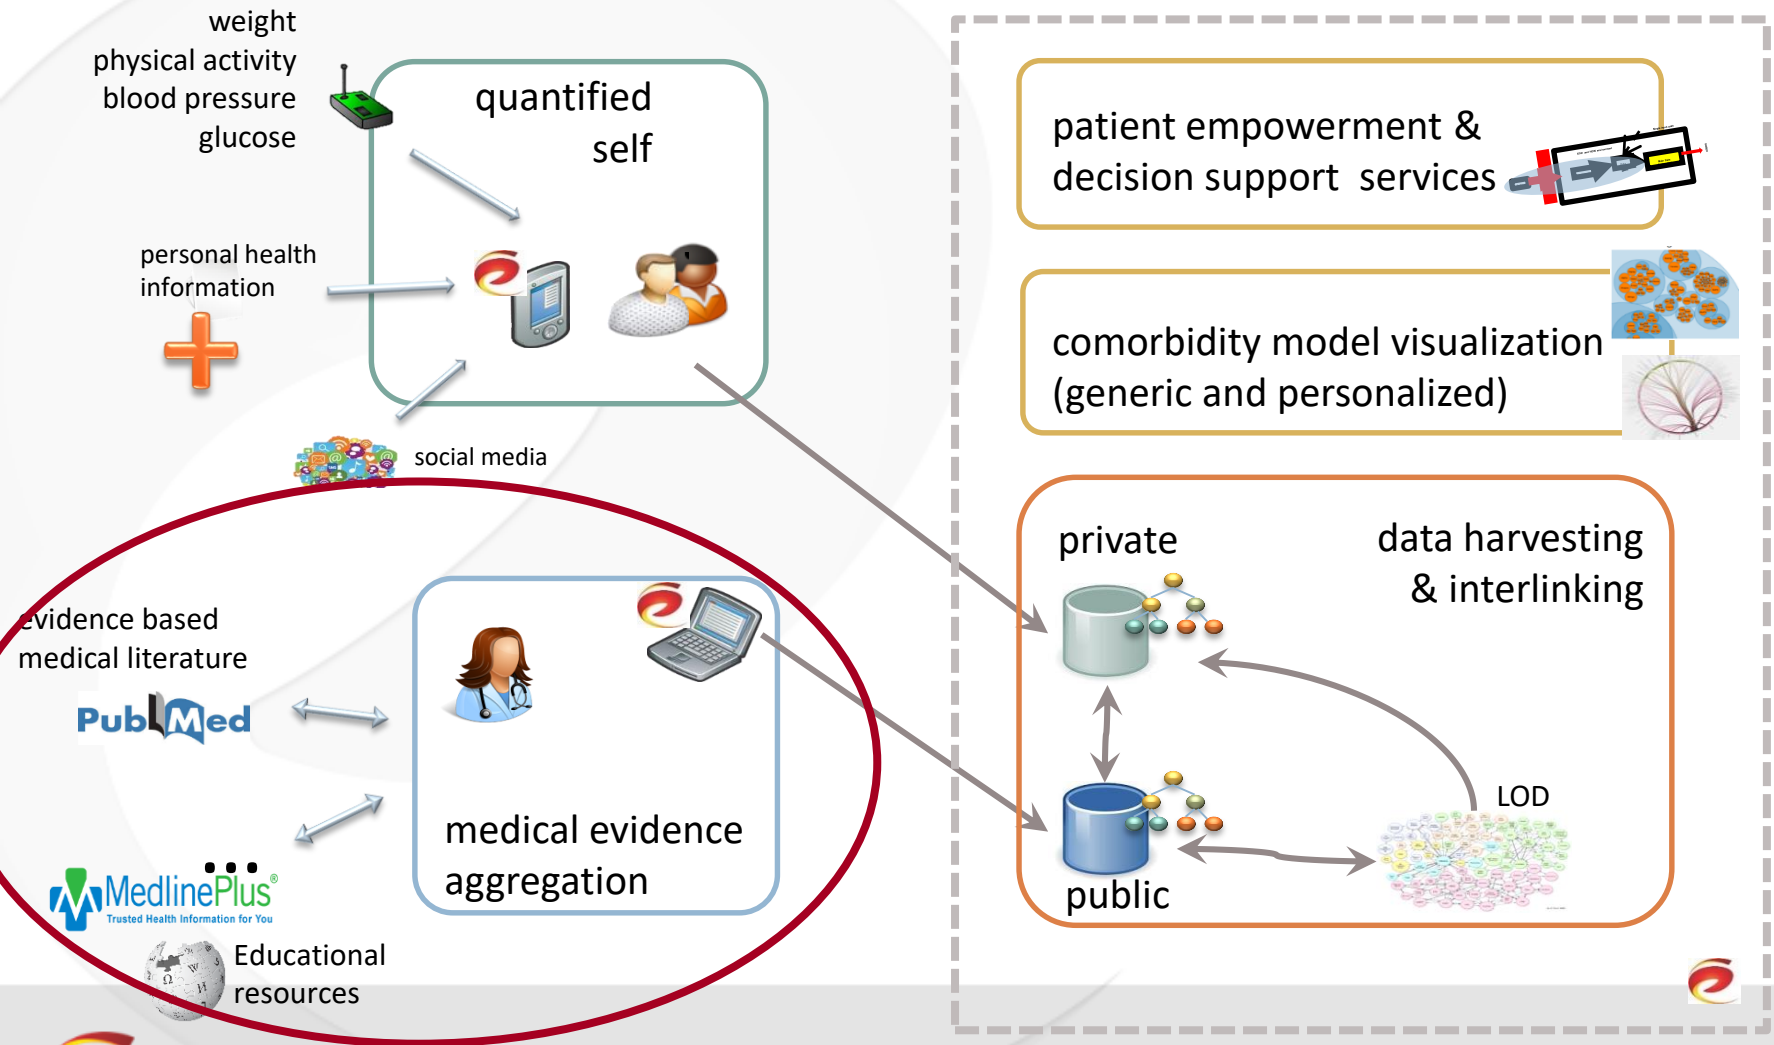 weight
physical activity
blood pressure
glucose
quantified
self
personal health
information
social media
evidence based
medical literature
PubMed
MedlinePlus®
Trusted Health Information for You
Educational
resources
medical evidence
aggregation
patient empowerment &
decision support services
comorbidity model visualization
(generic and personalized)
private
data harvesting
& interlinking
LOD
public